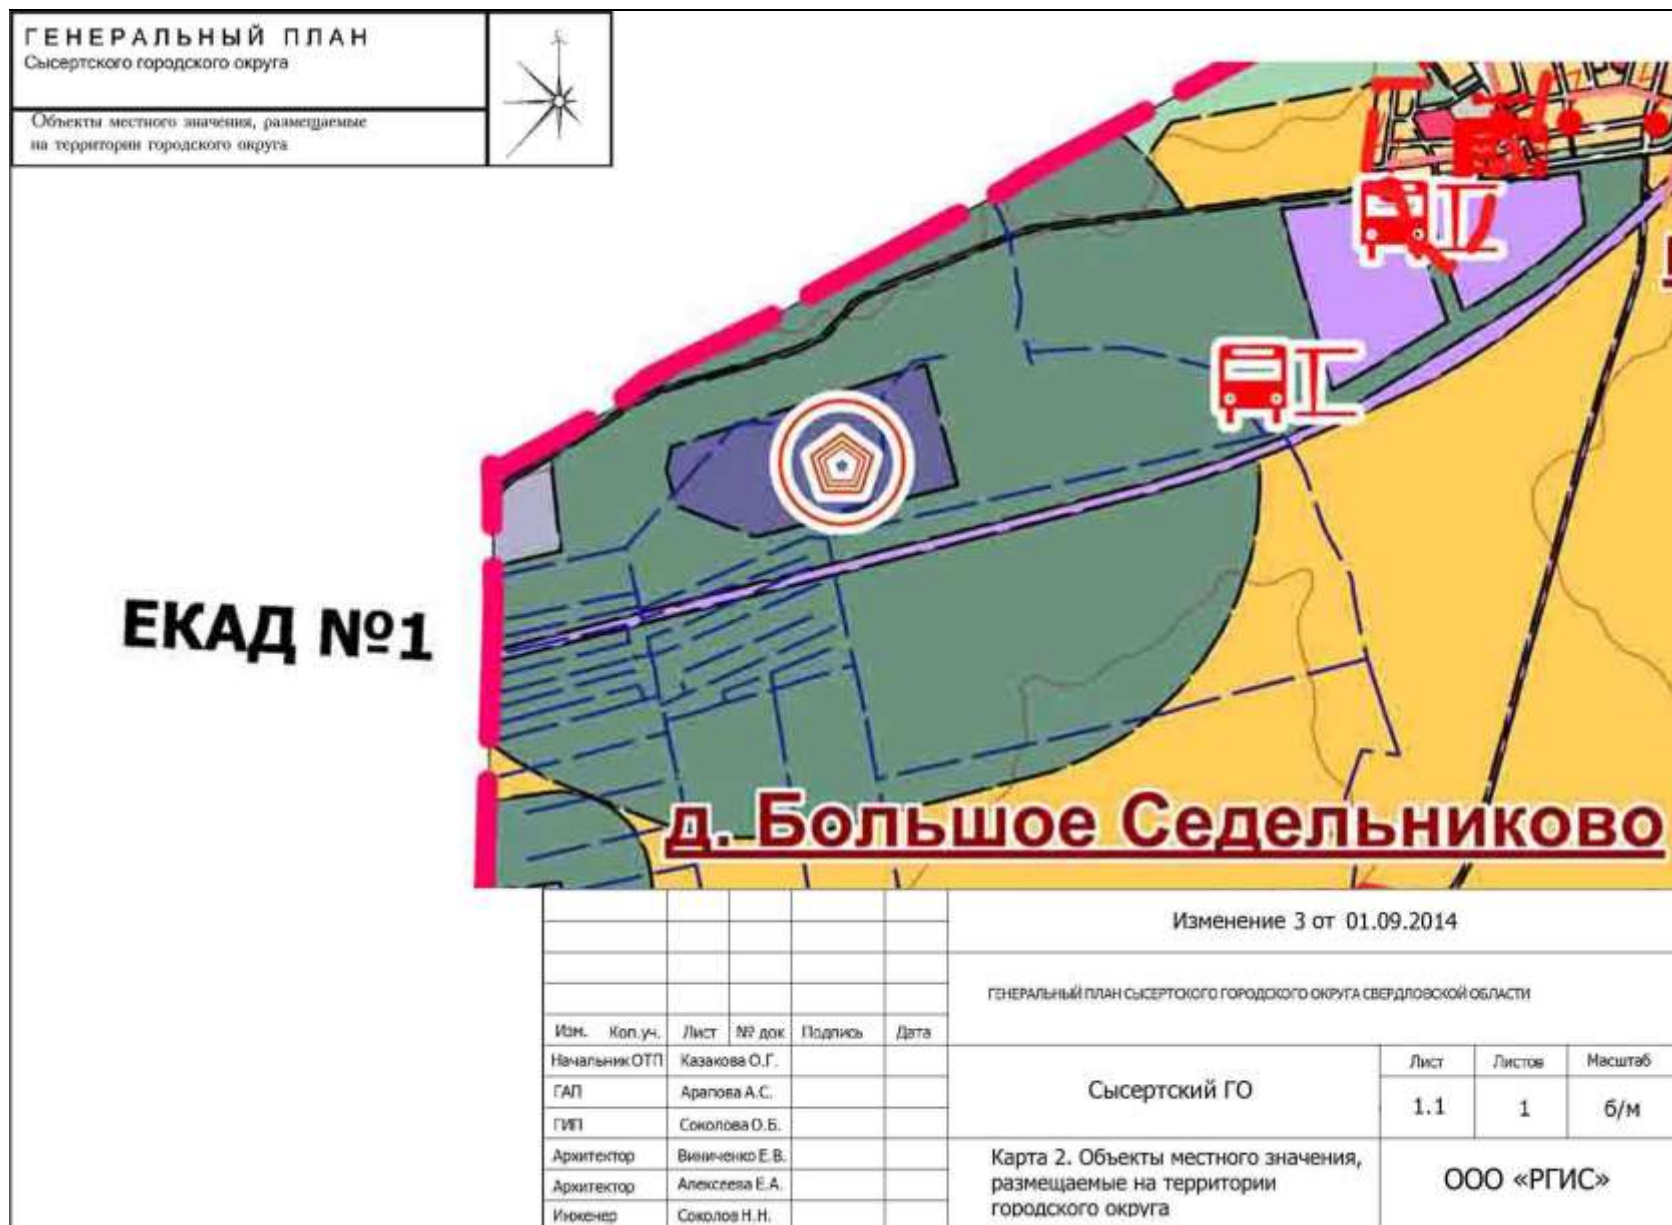 ГЕНЕРАЛЬНЫЙ ПЛАН
Сысертского городского округа
Объекты местного значения, размещаемые
на территории городского округа
ЕКАД №1
д. Большое Седельниково
Изменение 3 от 01.09.2014
ГЕНЕРАЛЬНЫЙ ПЛАН СЫСЕРТСКОГО ГОРОДСКОГО ОКРУГА СВЕРДЛОВСКОЙ ОБЛАСТИ
Изм. Кол.уч. Лист № док Подпись Дата
Начальник ОТП Казакова О.Г.
ГАП Арапова А.С.
ГИП Соколова О.Б.
Архитектор Виниченко Е.В.
Архитектор Алексеева Е.А.
Инженер Соколов Н.Н.
Сысертский ГО
Лист Листов Масштаб
1.1 1 б/м
Карта 2. Объекты местного значения,
размещаемые на территории
городского округа
ООО «РГИС»